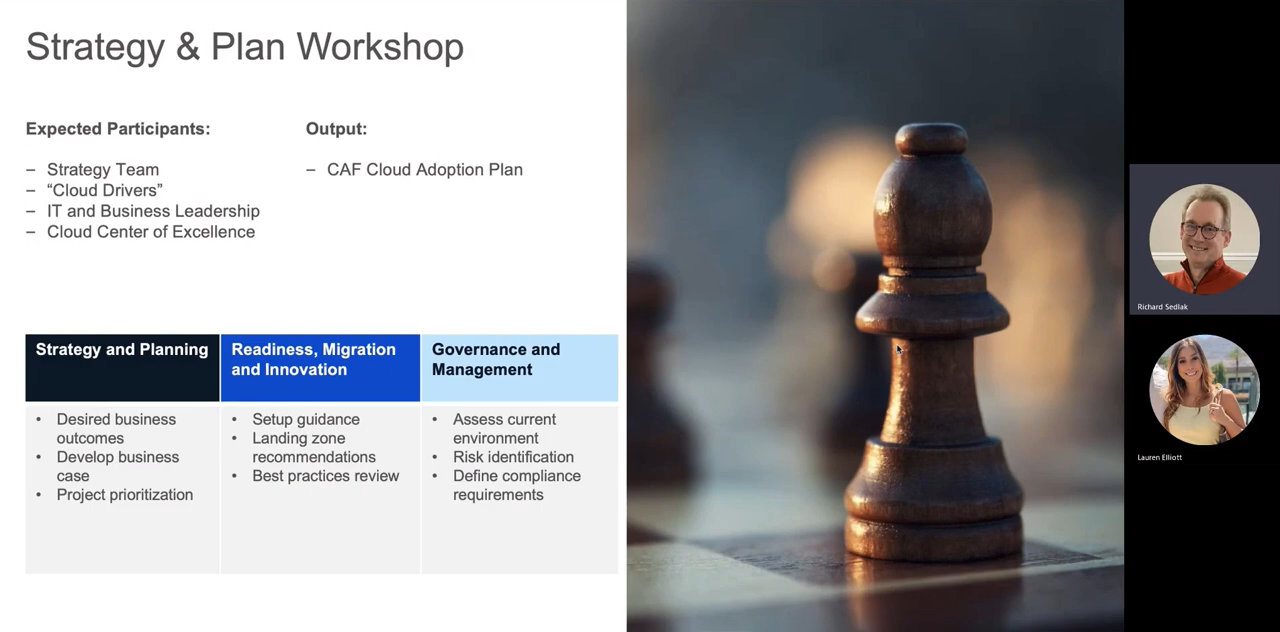 Strategy & Plan Workshop
Expected Participants:
– Strategy Team
– “Cloud Drivers”
– IT and Business Leadership
– Cloud Center of Excellence
Output:
– CAF Cloud Adoption Plan
Strategy and Planning
• Desired business
outcomes
• Develop business
case
• Project prioritization
Readiness, Migration
and Innovation
• Setup guidance
• Landing zone
recommendations
• Best practices review
Governance and
Management
• Assess current
environment
• Risk identification
• Define compliance
requirements
Richard Sedlak
Lauren Elliott